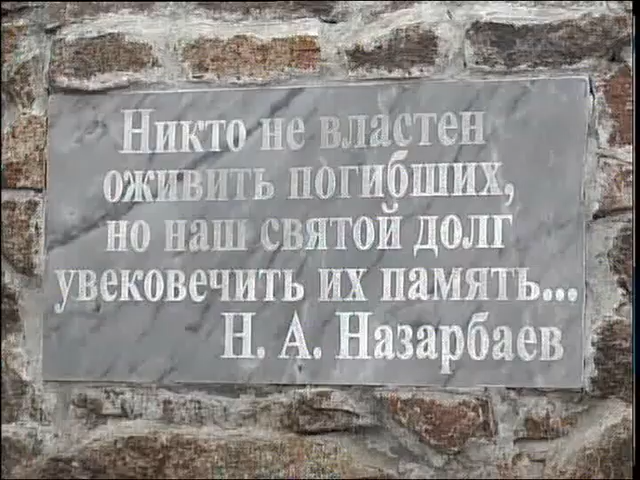 Никто не властен
оживить погибших,
но наш святой долг
увековечить их память...
Н. А. Назарбаев